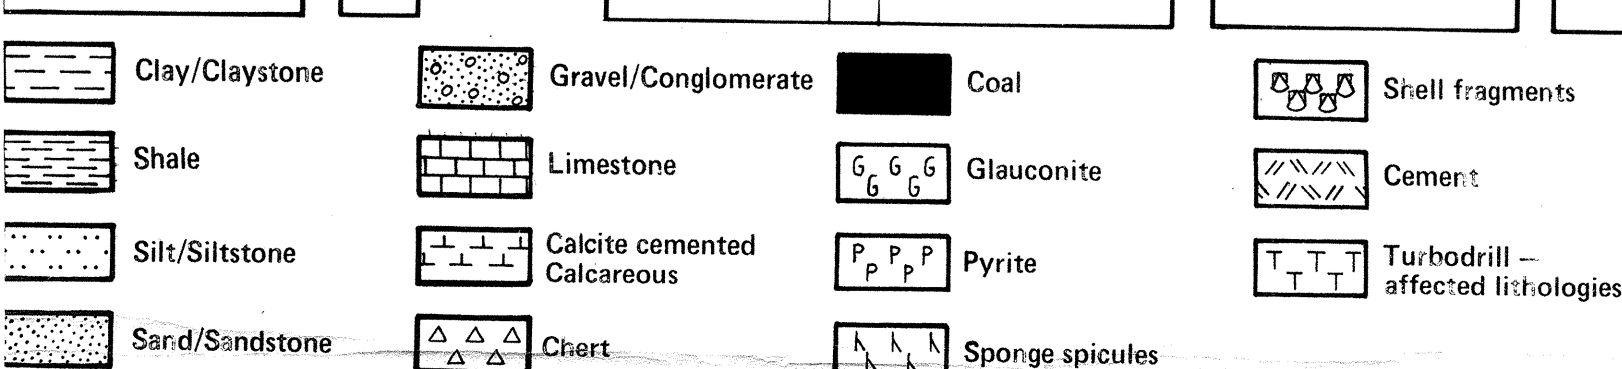 Clay/Claystone
Shale
Silt/Siltstone
Sand/Sandstone
Gravel/Conglomerate
Limestone
Calcite cemented
Calcareous
Chert
Coal
G G G
G G
Glauconite
P P P
P P
Pyrite
Sponge spicules
Shell fragments
Cement
T T T
T T
Turbodrill –
affected lithologies